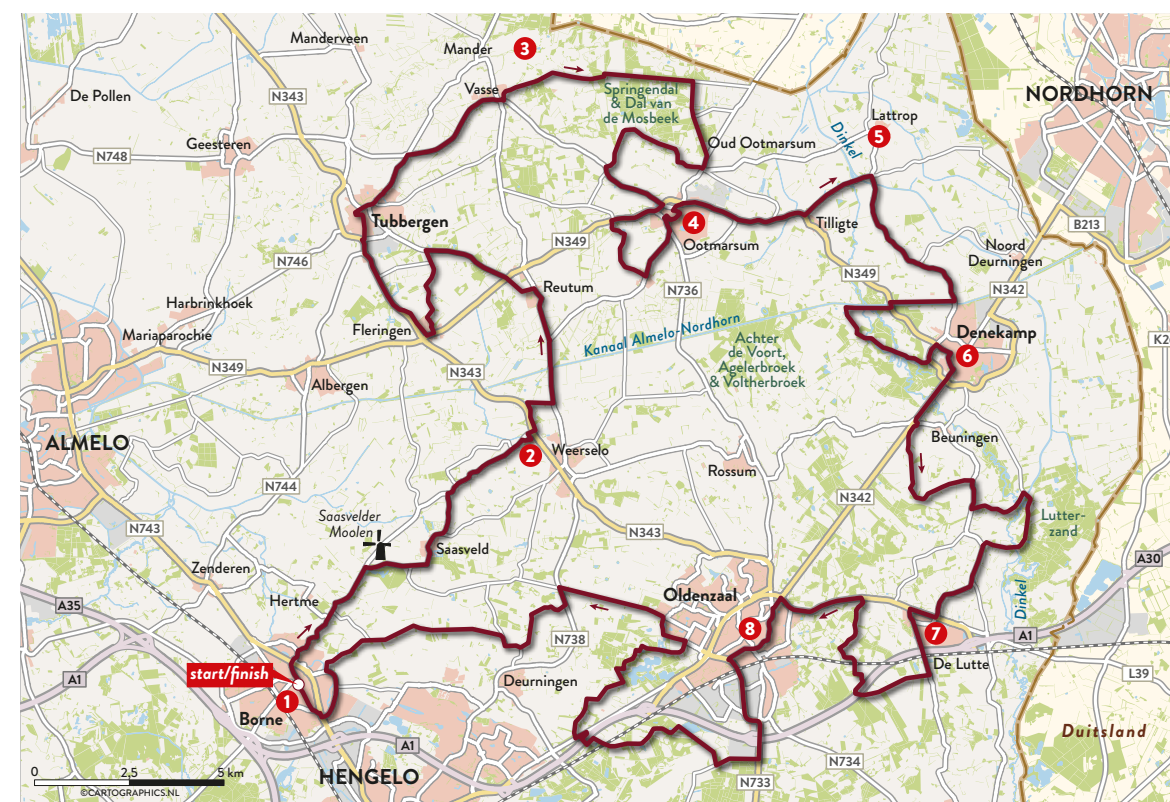 Manderveen
Mander
3
De Pollen
N343
Vasse
Springendal
& Dal van
de Mosbeek
NORDHORN
Lattrop
5
Dinkel
Geesteren
N748
Oud Ootmarsum
Tubbergen
4
Tilligte
B213
N349
Ootmarsum
Noord
Deurningen
N746
N349
Reutum
N736
N342
Harbrinkhoek
Mariaparochie
Fleringen
Kanaal Almelo-Nordhorn
Denekamp
6
Achter
de Voort,
Agelerbroek
& Voltherbroek
N349
N343
Albergen
ALMELO
2
Weerselo
Beuningen
Rossum
N744
N342
Saasvelder
Moolen
N743
Saasveld
N343
Lutter-
zand
A30
Zenderen
Hertme
A35
Oldenzaal
Dinkel
8
7
A1
N738
De Lutte
start/finish
A1
Deurningen
L39
1
Borne
Duitsland
A1
N734
HENGELO
N733
0 2,5 5 km
©CARTOGRAPHICS.NL